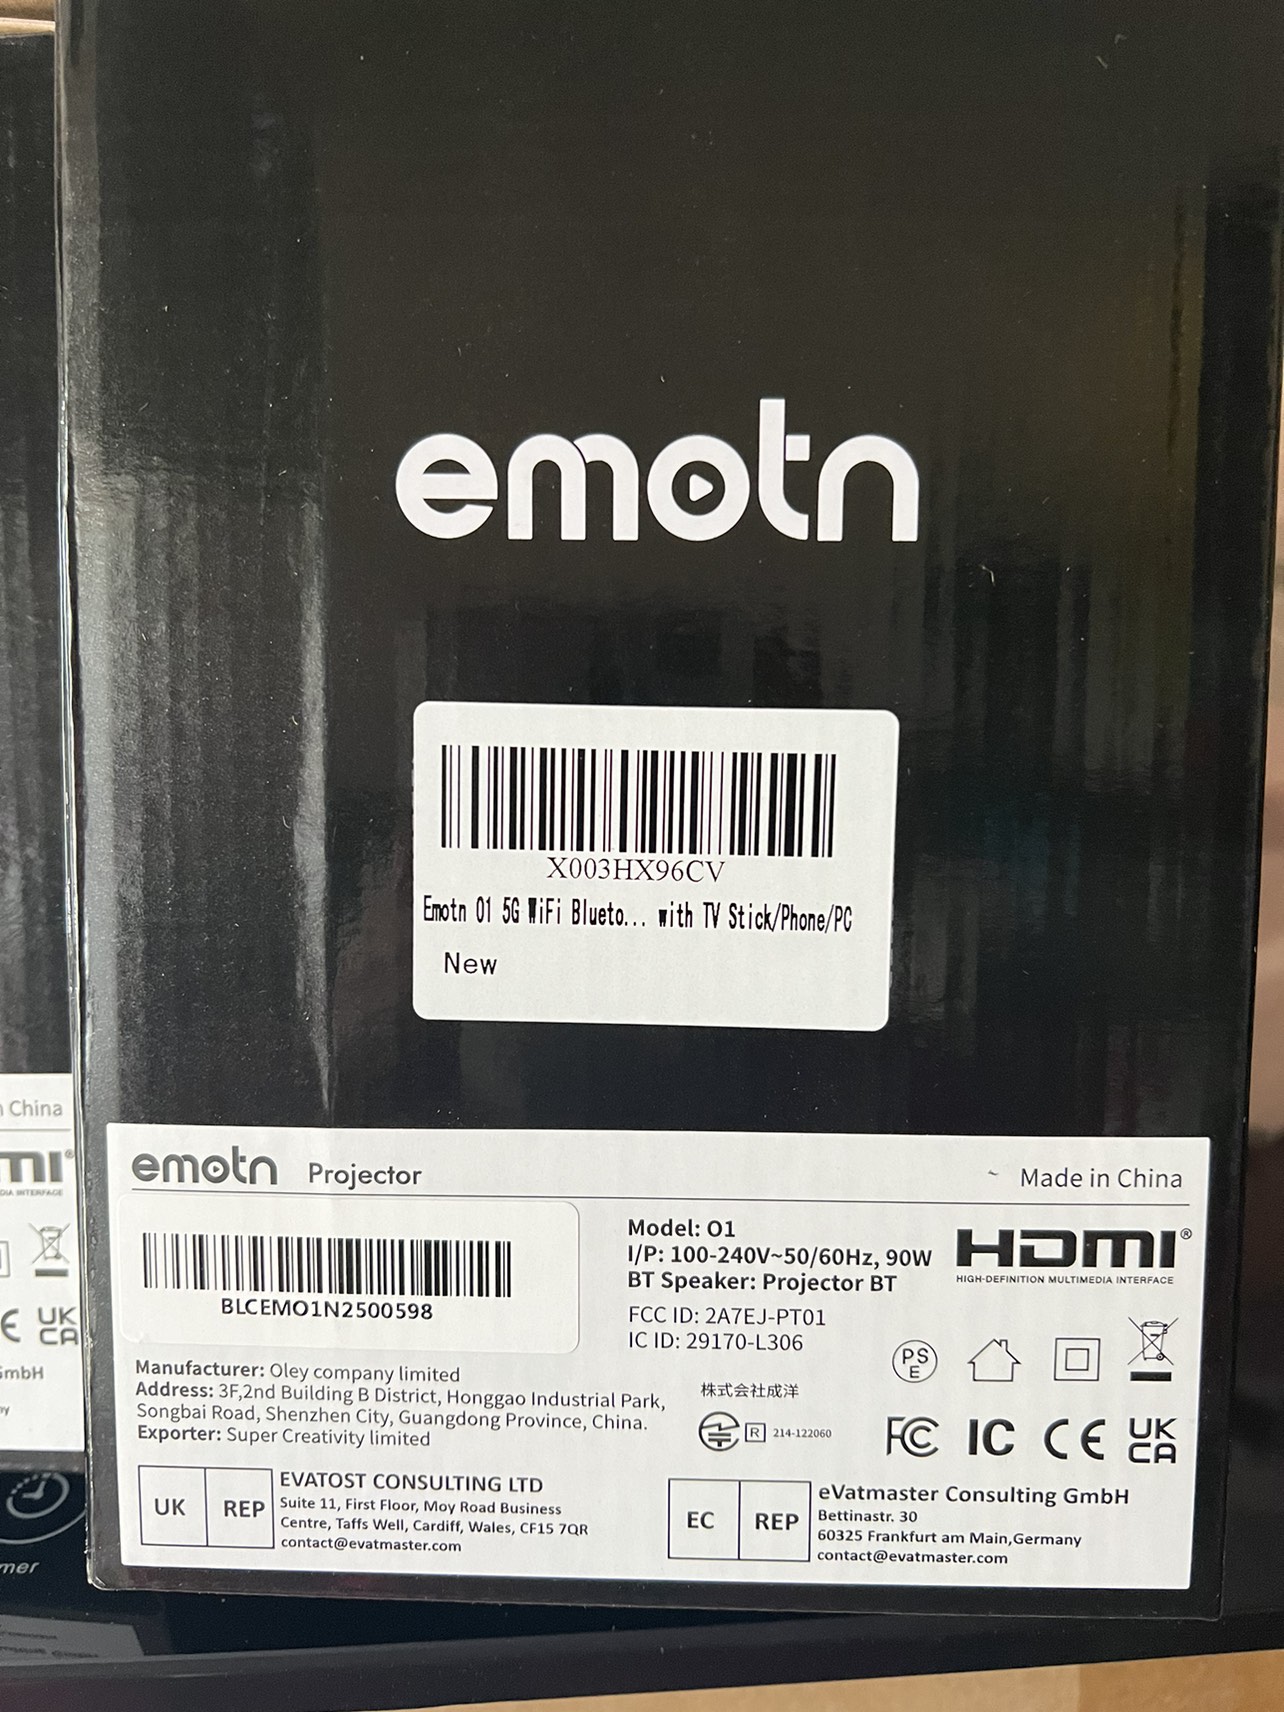 emotn
X003HX96CV
Emotn O1 5G WiFi Blueto... with TV Stick/Phone/PC
New
emotn Projector
Made in China
BLCEMO1N2500598
Model: O1
I/P: 100-240V~50/60Hz, 90W
BT Speaker: Projector BT
FCC ID: 2A7EJ-PT01
IC ID: 29170-L306
HDMI®
HIGH-DEFINITION MULTIMEDIA INTERFACE
PS
E
Manufacturer: Oley company limited
Address: 3F,2nd Building B District, Honggao Industrial Park,
Songbai Road, Shenzhen City, Guangdong Province, China.
Exporter: Super Creativity limited
株式会社成洋
R 214-122060
FC IC CE UK
CA
UK REP
EVATOST CONSULTING LTD
Suite 11, First Floor, Moy Road Business
Centre, Taffs Well, Cardiff, Wales, CF15 7QR
contact@evatmaster.com
EC REP
eVatmaster Consulting GmbH
Bettinastr. 30
60325 Frankfurt am Main,Germany
contact@evatmaster.com
China
UK
CA